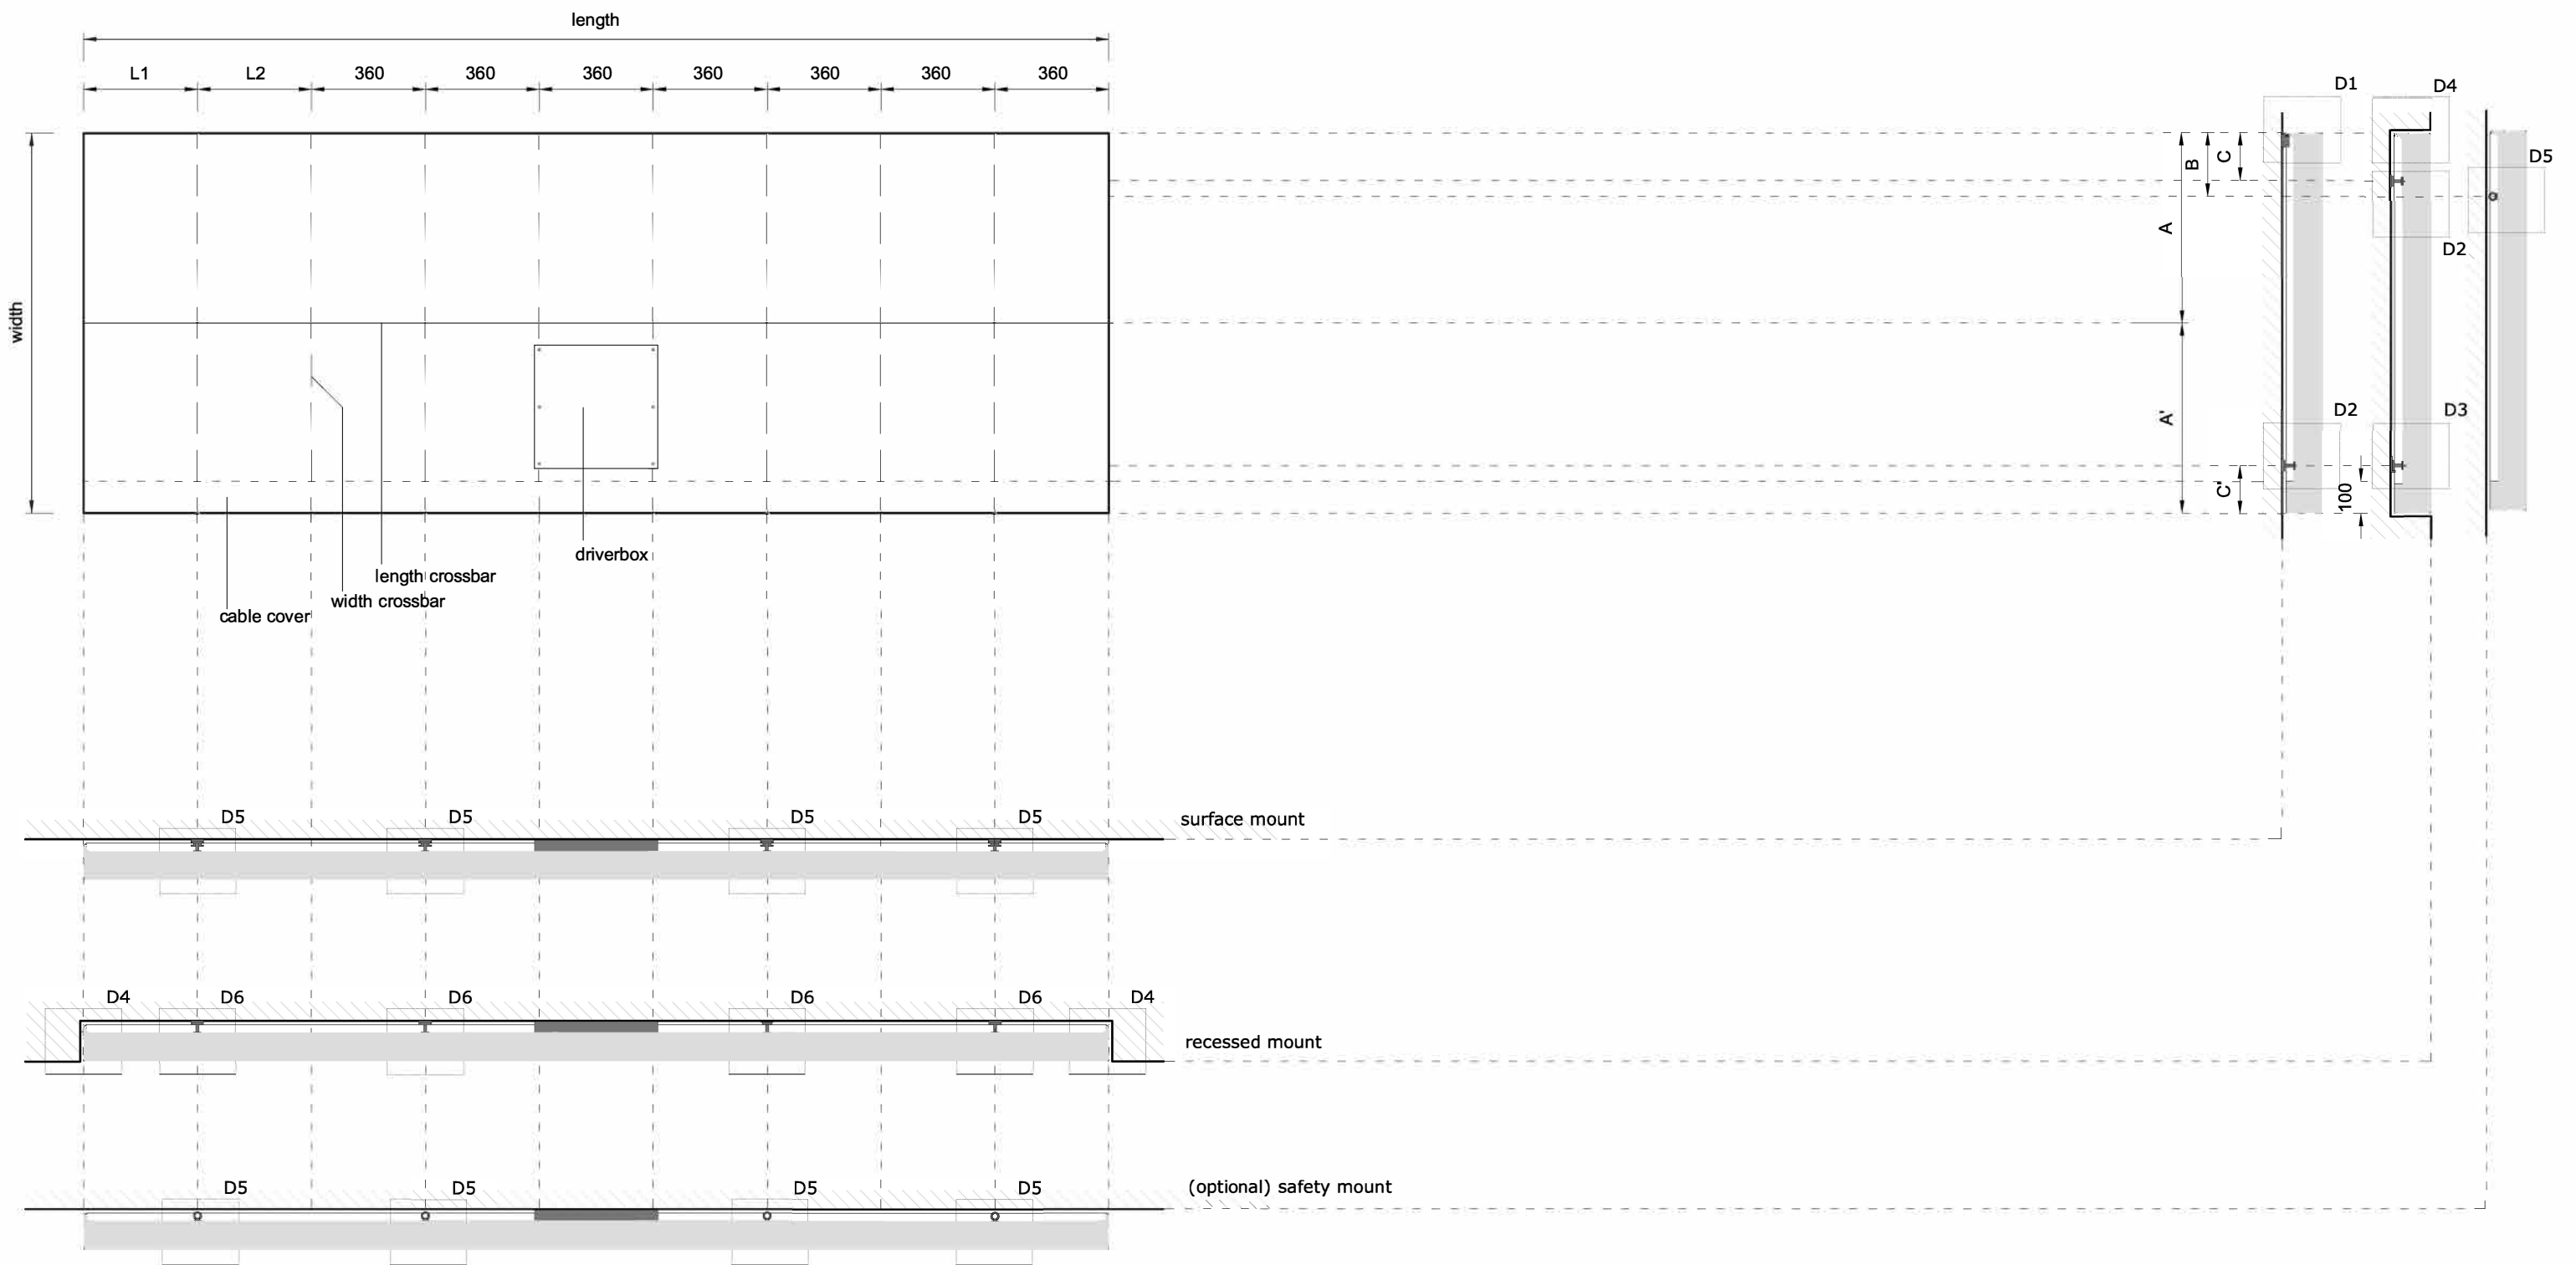 length
L1 L2 360 360 360 360 360 360 360
D1 D4
B C D5
A D2
width
A' D2 D3
C' 100
driverbox
length crossbar
width crossbar
cable cover
D5 D5 D5 D5 surface mount
D4 D6 D6 D6 D6 D4
recessed mount
D5 D5 D5 D5 (optional) safety mount